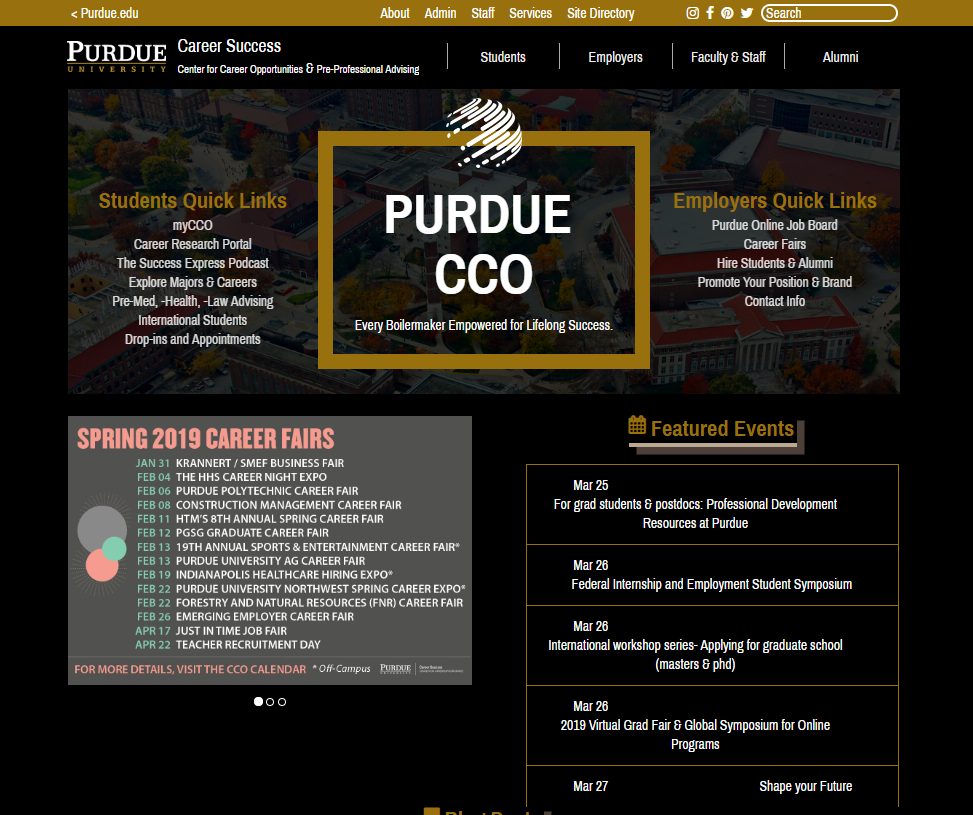 < Purdue.edu
About Admin Staff Services Site Directory
Search
PURDUE
UNIVERSITY
Career Success
Center for Career Opportunities & Pre-Professional Advising
Students Employers Faculty & Staff Alumni
Students Quick Links
myCCO
Career Research Portal
The Success Express Podcast
Explore Majors & Careers
Pre-Med, -Health, -Law Advising
International Students
Drop-ins and Appointments
PURDUE
CCO
Every Boilermaker Empowered for Lifelong Success.
Employers Quick Links
Purdue Online Job Board
Career Fairs
Hire Students & Alumni
Promote Your Position & Brand
Contact Info
SPRING 2019 CAREER FAIRS
JAN 31 KRANNERT / SMEF BUSINESS FAIR
FEB 04 THE HHS CAREER NIGHT EXPO
FEB 06 PURDUE POLYTECHNIC CAREER FAIR
FEB 08 CONSTRUCTION MANAGEMENT CAREER FAIR
FEB 11 HTM'S 8TH ANNUAL SPRING CAREER FAIR
FEB 12 PGSG GRADUATE CAREER FAIR
FEB 13 19TH ANNUAL SPORTS & ENTERTAINMENT CAREER FAIR*
FEB 13 PURDUE UNIVERSITY AG CAREER FAIR
FEB 19 INDIANAPOLIS HEALTHCARE HIRING EXPO*
FEB 22 PURDUE UNIVERSITY NORTHWEST SPRING CAREER EXPO*
FEB 22 FORESTRY AND NATURAL RESOURCES (FNR) CAREER FAIR
FEB 26 EMERGING EMPLOYER CAREER FAIR
APR 17 JUST IN TIME JOB FAIR
APR 22 TEACHER RECRUITMENT DAY
FOR MORE DETAILS, VISIT THE CCO CALENDAR * Off-Campus PURDUE
Featured Events
Mar 25
For grad students & postdocs: Professional Development
Resources at Purdue
Mar 26
Federal Internship and Employment Student Symposium
Mar 26
International workshop series- Applying for graduate school
(masters & phd)
Mar 26
2019 Virtual Grad Fair & Global Symposium for Online
Programs
Mar 27 Shape your Future